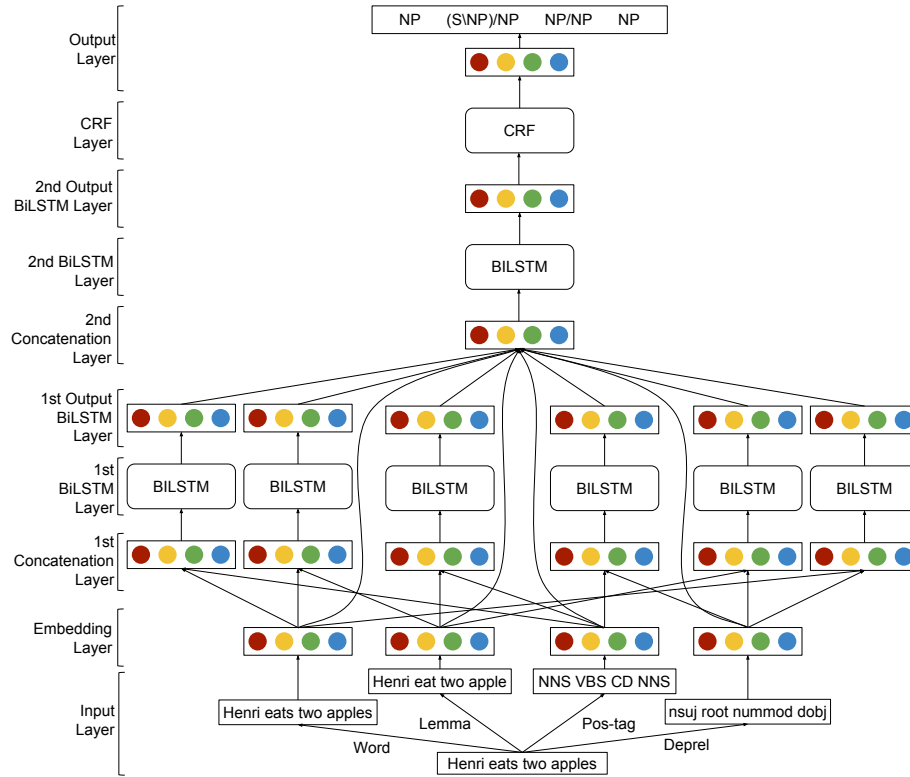 NP (S\NP)/NP NP/NP NP
Output
Layer
CRF
Layer
CRF
2nd Output
BiLSTM Layer
2nd BiLSTM
Layer
BILSTM
2nd
Concatenation
Layer
1st Output
BiLSTM
Layer
1st
BiLSTM
Layer
BILSTM BILSTM BILSTM BILSTM BILSTM BILSTM
1st
Concatenation
Layer
Embedding
Layer
Input
Layer
Henri eat two apple NNS VBS CD NNS
Henri eats two apples nsuj root nummod dobj
Word Lemma Pos-tag Deprel
Henri eats two apples